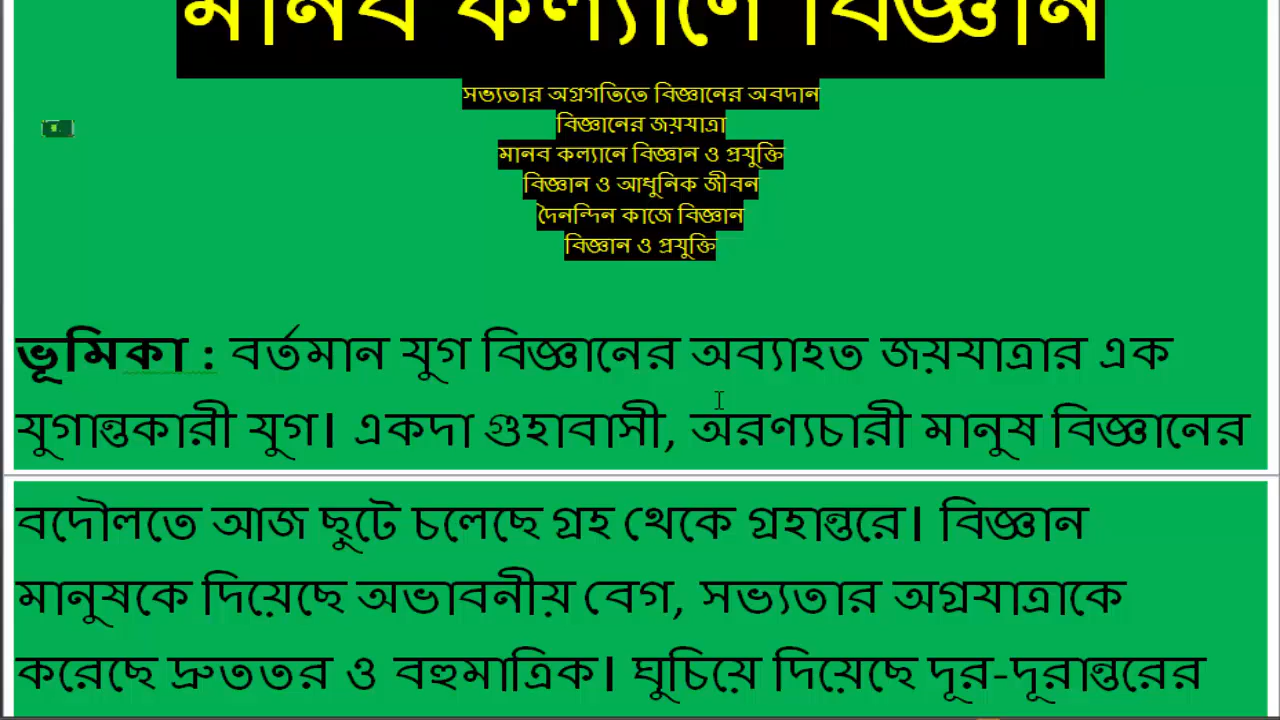 মানব কল্যাণে বিজ্ঞান
সভ্যতার অগ্রগতিতে বিজ্ঞানের অবদান
বিজ্ঞানের জয়যাত্রা
মানব কল্যানে বিজ্ঞান ও প্রযুক্তি
বিজ্ঞান ও আধুনিক জীবন
দৈনন্দিন কাজে বিজ্ঞান
বিজ্ঞান ও প্রযুক্তি
ভূমিকা : বর্তমান যুগ বিজ্ঞানের অব্যাহত জয়যাত্রার এক
যুগান্তকারী যুগ। একদা গুহাবাসী, অরণ্যচারী মানুষ বিজ্ঞানের
বদৌলতে আজ ছুটে চলেছে গ্রহ থেকে গ্রহান্তরে। বিজ্ঞান
মানুষকে দিয়েছে অভাবনীয় বেগ, সভ্যতার অগ্রযাত্রাকে
করেছে দ্রুততর ও বহুমাত্রিক। ঘুচিয়ে দিয়েছে দূর-দূরান্তরের